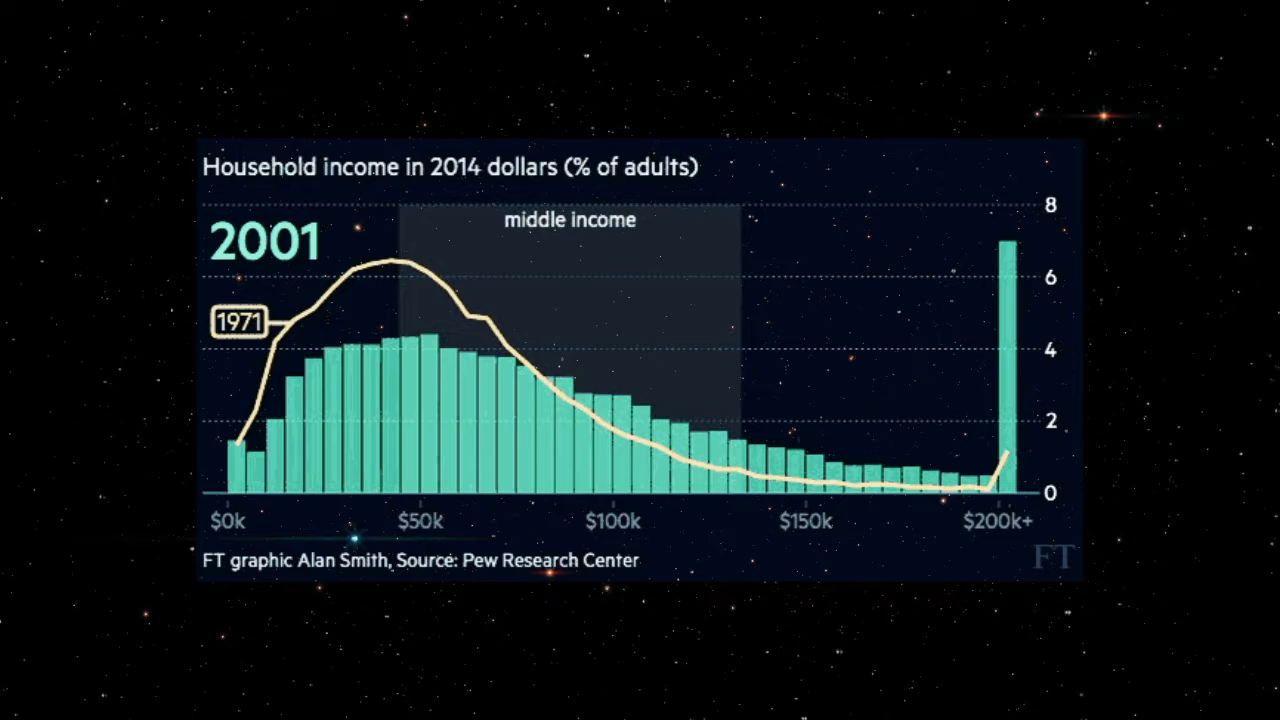 Household income in 2014 dollars (% of adults)
8
middle income
2001
6
1971
4
2
0
$0k $50k $100k $150k $200k+
FT graphic Alan Smith, Source: Pew Research Center
FT